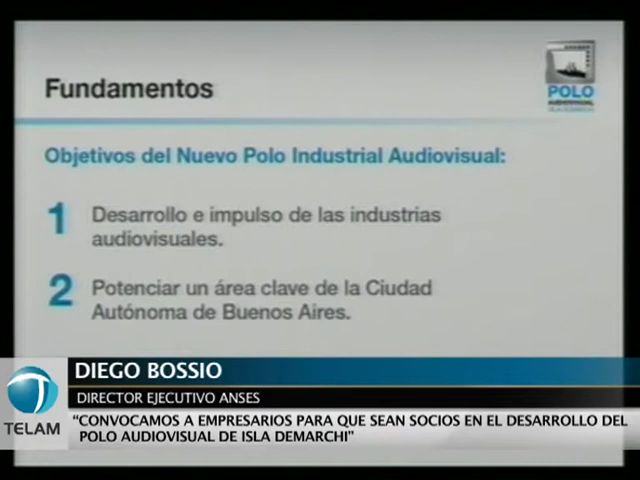 Fundamentos
POLO
AUDIOVISUAL
Objetivos del Nuevo Polo Industrial Audiovisual:
1 Desarrollo e impulso de las industrias
audiovisuales.
2 Potenciar un área clave de la Ciudad
Autónoma de Buenos Aires.
DIEGO BOSSIO
DIRECTOR EJECUTIVO ANSES
TELAM
“CONVOCAMOS A EMPRESARIOS PARA QUE SEAN SOCIOS EN EL DESARROLLO DEL
POLO AUDIOVISUAL DE ISLA DEMARCHI”